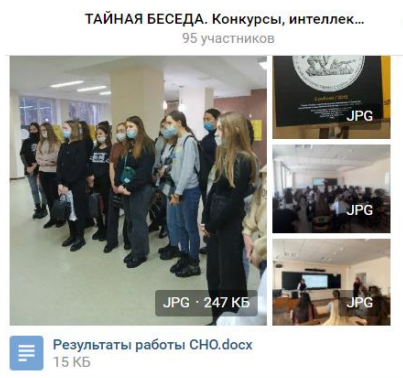 ТАЙНАЯ БЕСЕДА. Конкурсы, интеллек...
95 участников
JPG
JPG
JPG · 247 КБ
JPG
Результаты работы СНО.docx
15 КБ